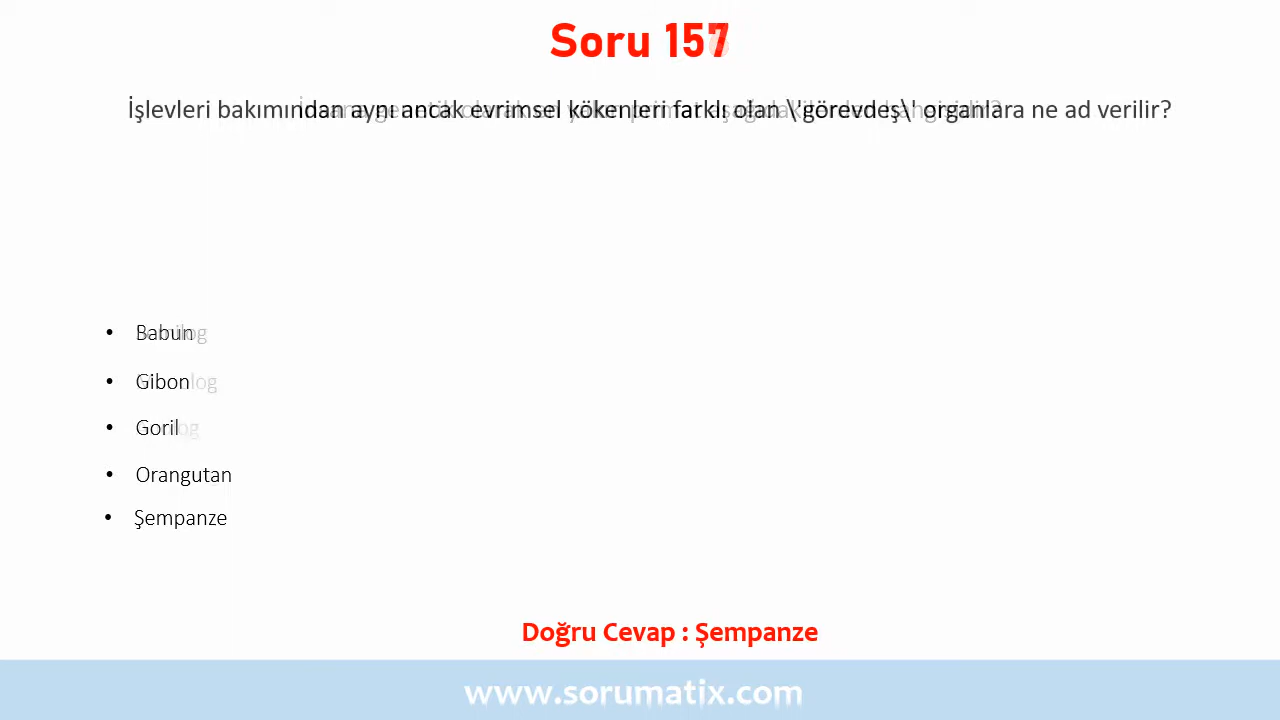 Soru 157
İşlevleri bakımından aynı ancak evrimsel kökenleri farklı olan \'görevdeş\' organlara ne ad verilir?
• Babun
• Gibon
• Goril
• Orangutan
• Şempanze
Doğru Cevap : Şempanze
www.sorumatix.com